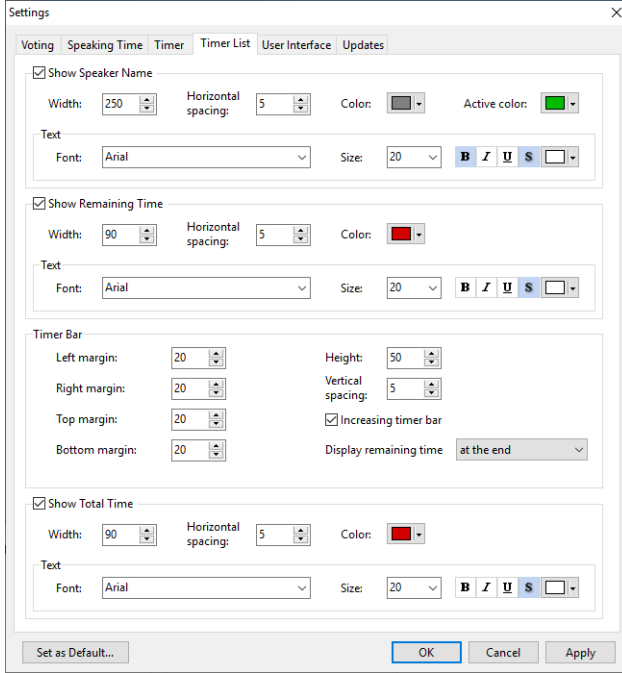 Settings
Voting Speaking Time Timer Timer List User Interface Updates
Show Speaker Name
Width: 250 Horizontal spacing: 5 Color: Active color:
Text
Font: Arial Size: 20 B I U S
Show Remaining Time
Width: 90 Horizontal spacing: 5 Color:
Text
Font: Arial Size: 20 B I U S
Timer Bar
Left margin: 20 Height: 50
Right margin: 20 Vertical spacing: 5
Top margin: 20 Increasing timer bar
Bottom margin: 20 Display remaining time at the end
Show Total Time
Width: 90 Horizontal spacing: 5 Color:
Text
Font: Arial Size: 20 B I U S
Set as Default... OK Cancel Apply